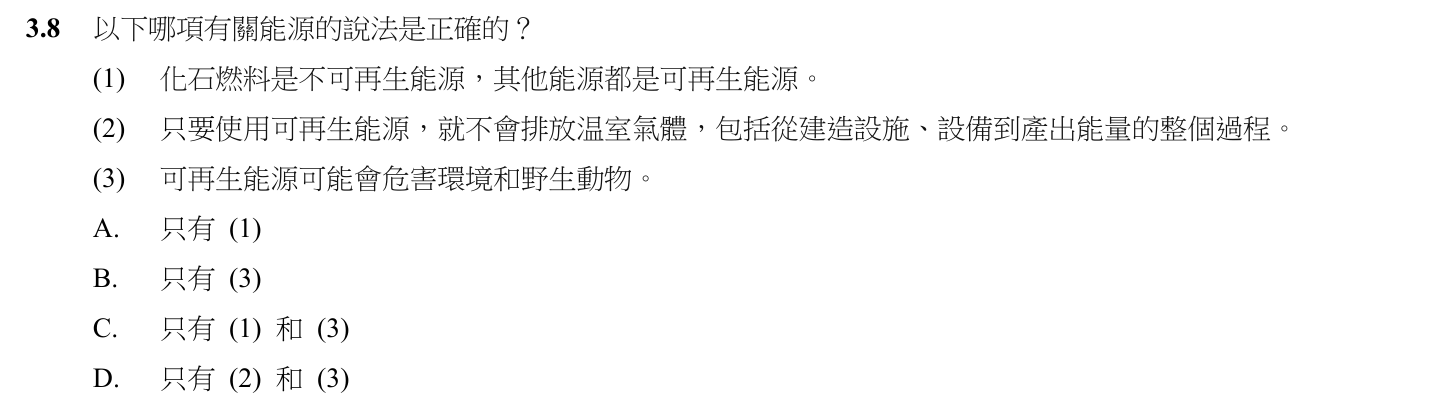 3.8 以下哪項有關能源的說法是正確的？
(1) 化石燃料是不可再生能源，其他能源都是可再生能源。
(2) 只要使用可再生能源，就不會排放温室氣體，包括從建造設施、設備到產出能量的整個過程。
(3) 可再生能源可能會危害環境和野生動物。
A. 只有 (1)
B. 只有 (3)
C. 只有 (1) 和 (3)
D. 只有 (2) 和 (3)